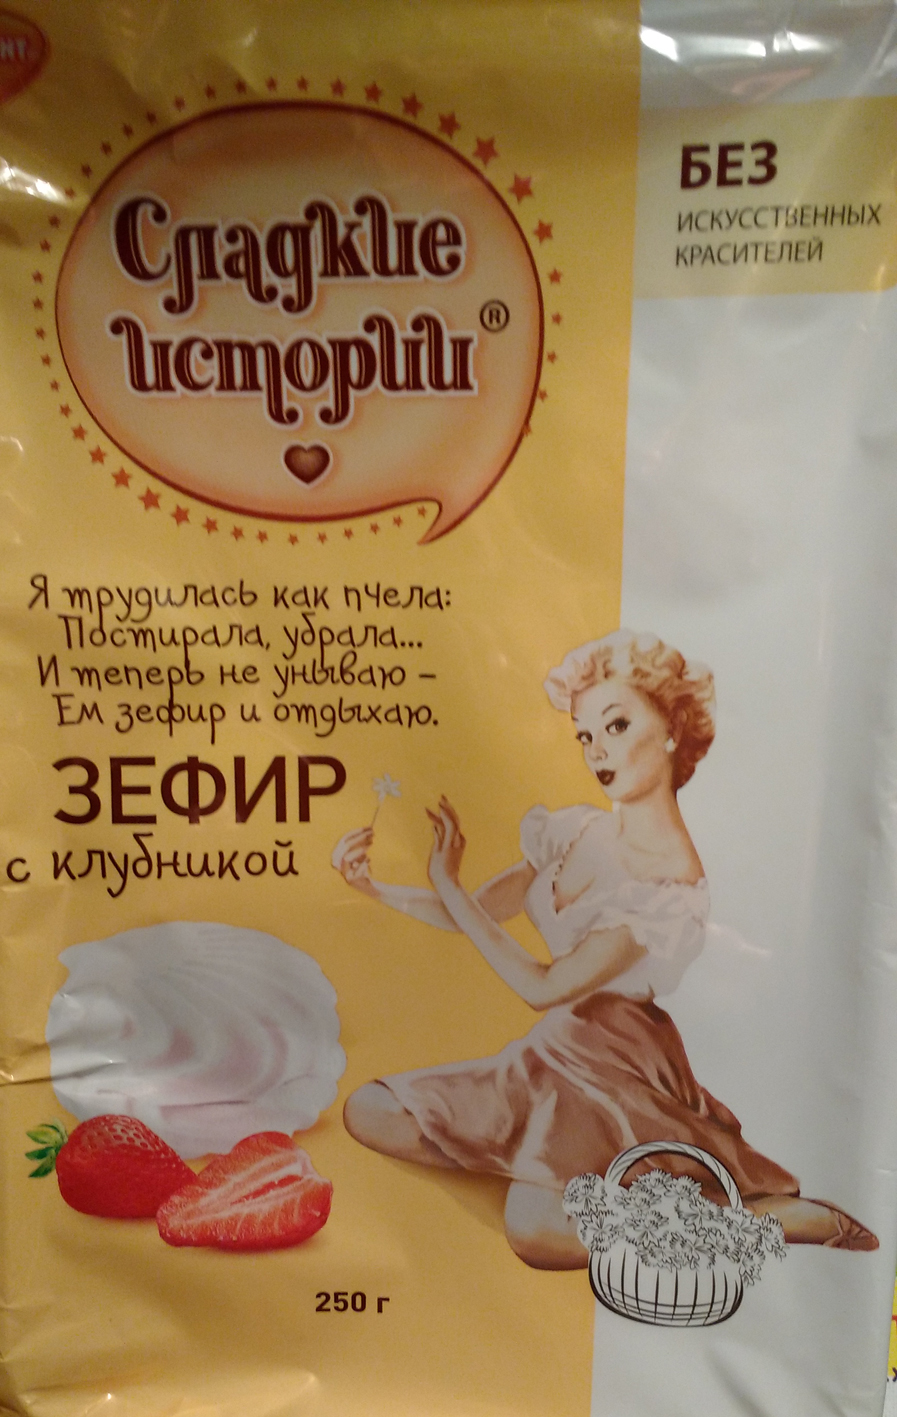 Сладкие
истории®
БЕЗ
ИСКУССТВЕННЫХ
КРАСИТЕЛЕЙ
Я трудилась как пчела:
Постирала, убрала...
И теперь не унываю –
Ем зефир и отдыхаю.
ЗЕФИР
с клубникой
250 г